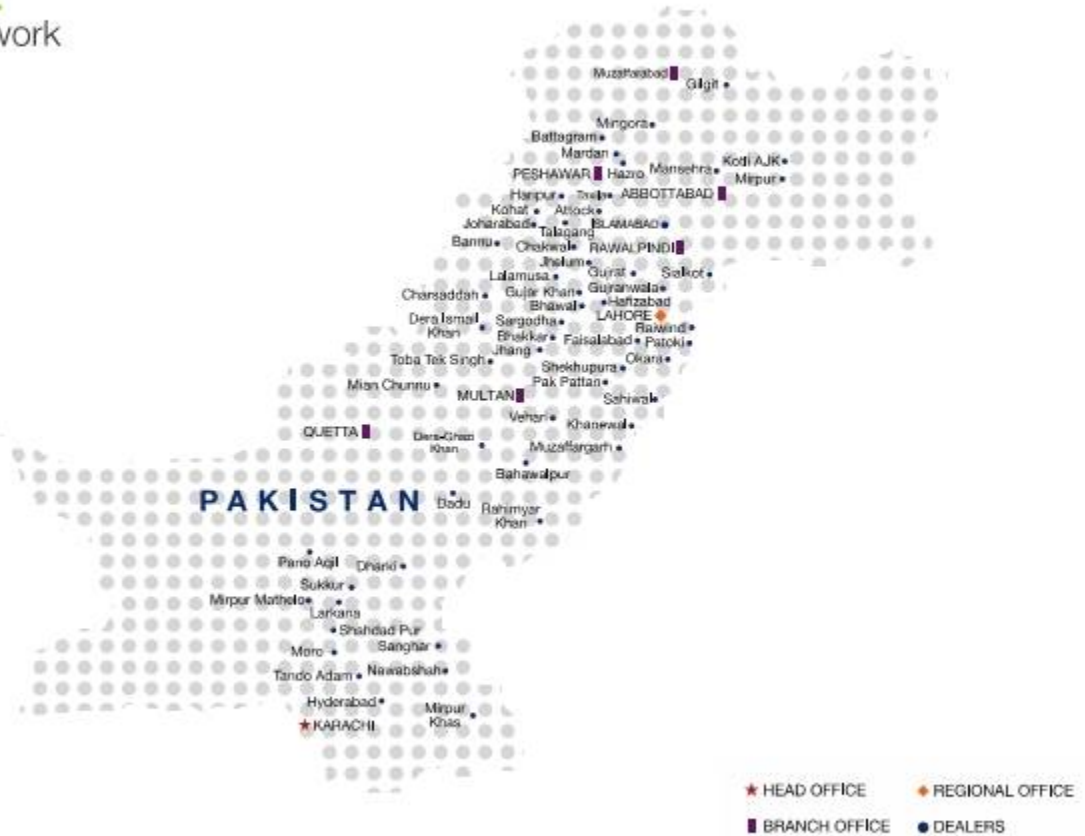 work
Muzaffarabad
Gilgit
Mingora
Battagram
Mardan
Kotli AJK
PESHAWAR
Hazro
Mansehra
Mirpur
Haripur
ABBOTTABAD
Kohat
Attock
Joharabad
Talagang
ISLAMABAD
Bannu
Chakwal
RAWALPINDI
Jhelum
Lalamusa
Gujrat
Sialkot
Charsaddah
Gujar Khan
Gujranwala
Bhawal
Hafizabad
Dera Ismail
Khan
Sargodha
LAHORE
Raiwind
Bhakkar
Faisalabad
Patoki
Jhang
Toba Tek Singh
Okara
Shekhupura
Mian Chunnu
Pak Pattan
MULTAN
Sahiwal
Vehari
Khanewal
QUETTA
Dera-Ghazi
Khan
Muzaffargarh
Bahawalpur
PAKISTAN
Dadu
Rahimyar
Khan
Pano Aqil
Dharki
Sukkur
Mirpur Mathelo
Larkana
Shahdad Pur
Moro
Sanghar
Tando Adam
Nawabshah
Hyderabad
Mirpur
Khas
KARACHI
HEAD OFFICE
REGIONAL OFFICE
BRANCH OFFICE
DEALERS